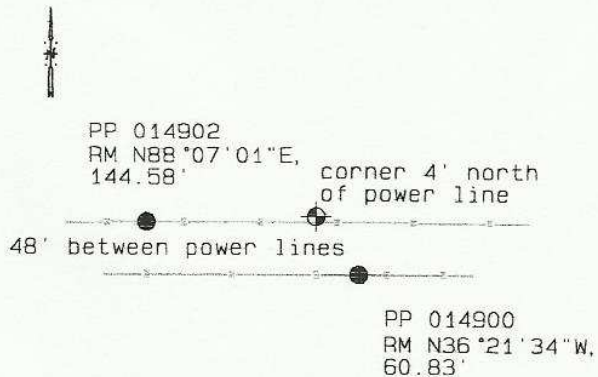 PP 014902
RM N88°07'01"E,
144.58'
corner 4' north
of power line
48' between power lines
PP 014900
RM N36°21'34"W,
60.83'